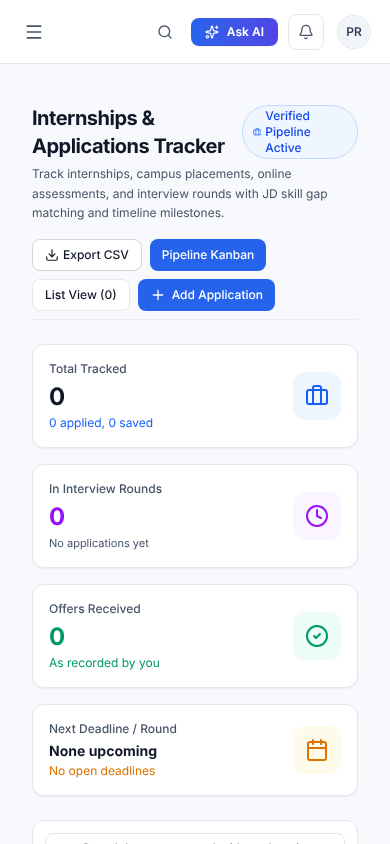 Ask AI
PR
Internships &
Applications Tracker
Verified
Pipeline
Active
Track internships, campus placements, online
assessments, and interview rounds with JD skill gap
matching and timeline milestones.
Export CSV
Pipeline Kanban
List View (0)
Add Application
Total Tracked
0
0 applied, 0 saved
In Interview Rounds
0
No applications yet
Offers Received
0
As recorded by you
Next Deadline / Round
None upcoming
No open deadlines